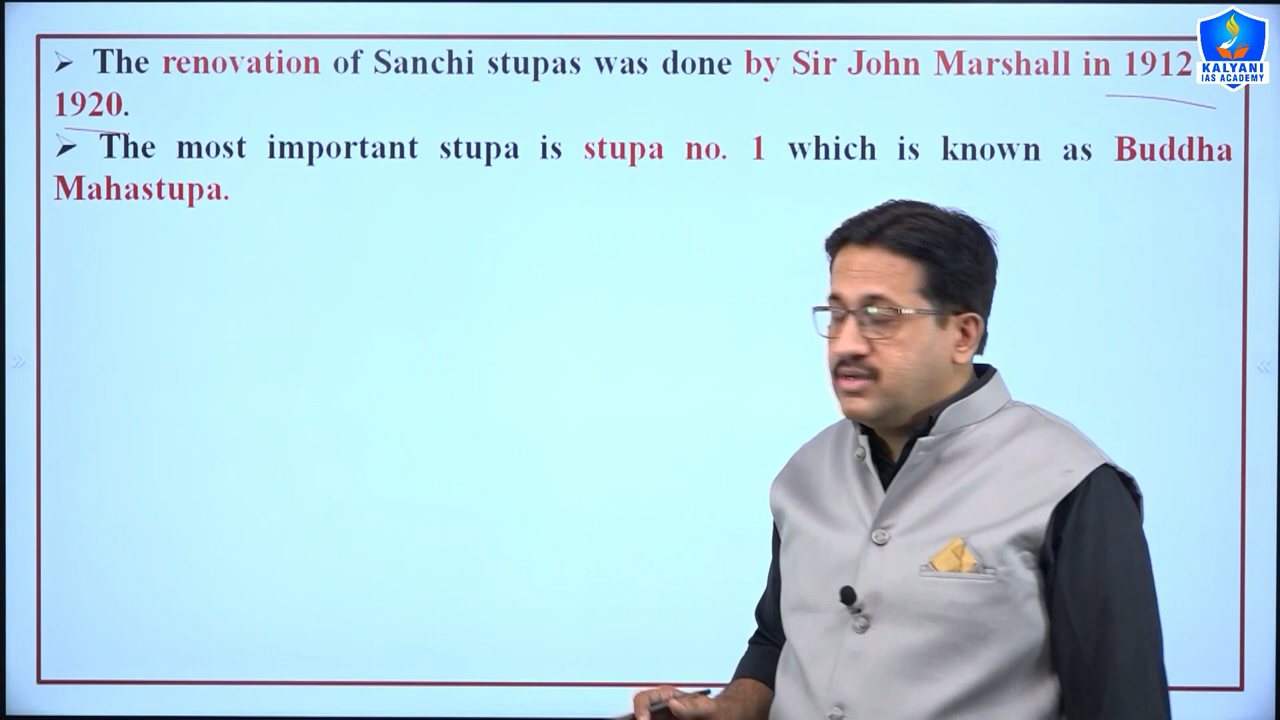 ➢ The renovation of Sanchi stupas was done by Sir John Marshall in 1912
1920.
➢ The most important stupa is stupa no. 1 which is known as Buddha
Mahastupa.
KALYANI
IAS ACADEMY